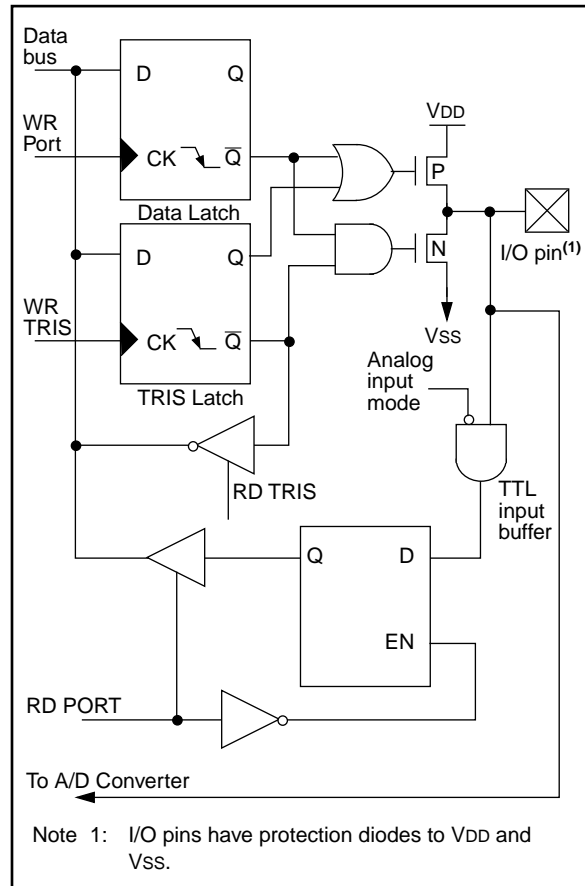 Data
bus
D
Q
WR
Port
CK
Q
Data Latch
VDD
P
I/O pin(1)
N
VSS
D
Q
WR
TRIS
CK
Q
TRIS Latch
Analog
input
mode
RD TRIS
TTL
input
buffer
Q
D
EN
RD PORT
To A/D Converter
Note 1: I/O pins have protection diodes to VDD and
VSS.